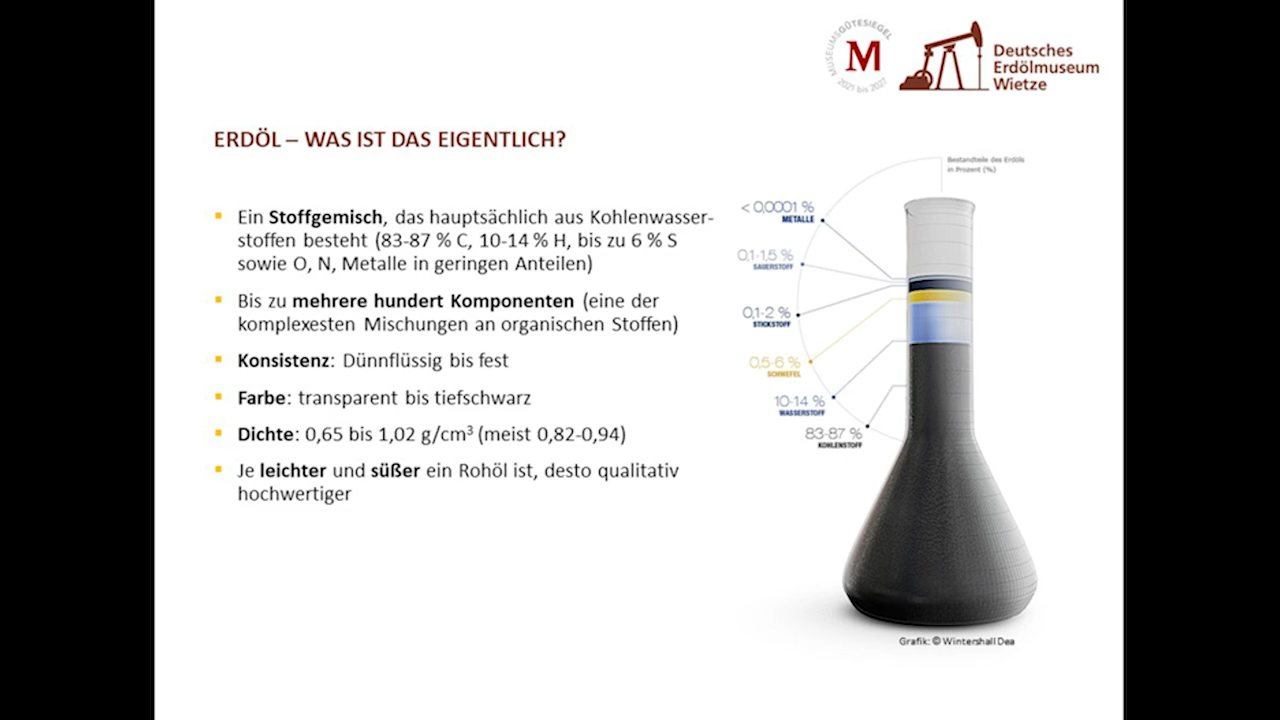 MUSEUMSGÜTESIEGEL
M
2021 bis 2027
Deutsches
Erdölmuseum
Wietze
ERDÖL – WAS IST DAS EIGENTLICH?
Ein Stoffgemisch, das hauptsächlich aus Kohlenwasser-
stoffen besteht (83-87 % C, 10-14 % H, bis zu 6 % S
sowie O, N, Metalle in geringen Anteilen)
Bis zu mehrere hundert Komponenten (eine der
komplexesten Mischungen an organischen Stoffen)
Konsistenz: Dünnflüssig bis fest
Farbe: transparent bis tiefschwarz
Dichte: 0,65 bis 1,02 g/cm³ (meist 0,82-0,94)
Je leichter und süßer ein Rohöl ist, desto qualitativ
hochwertiger
Bestandteile des Erdöls
in Prozent (%)
< 0,0001 %
METALLE
0,1-1,5 %
SAUERSTOFF
0,1-2 %
STICKSTOFF
0,5-6 %
SCHWEFEL
10-14 %
WASSERSTOFF
83-87 %
KOHLENSTOFF
Grafik: © Wintershall Dea